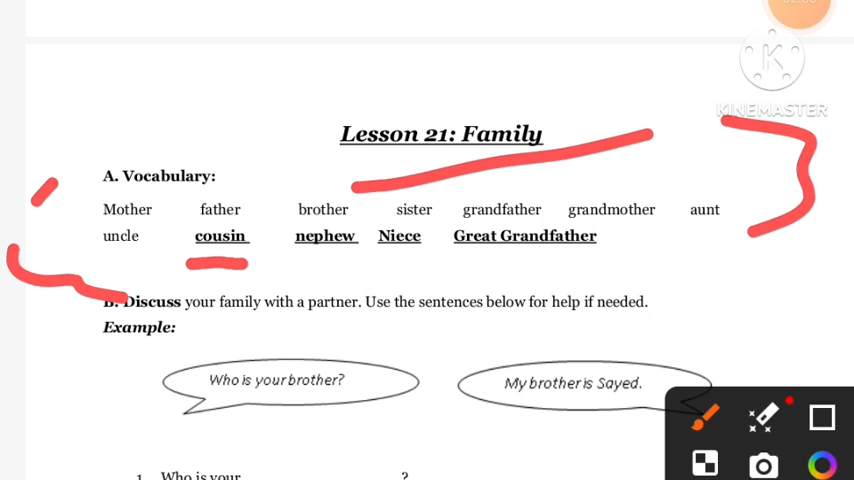 KINEMASTER
Lesson 21: Family
A. Vocabulary:
Mother father brother sister grandfather grandmother aunt
uncle cousin nephew Niece Great Grandfather
B. Discuss your family with a partner. Use the sentences below for help if needed.
Example:
Who is your brother? My brother is Sayed.
1. Who is your ?